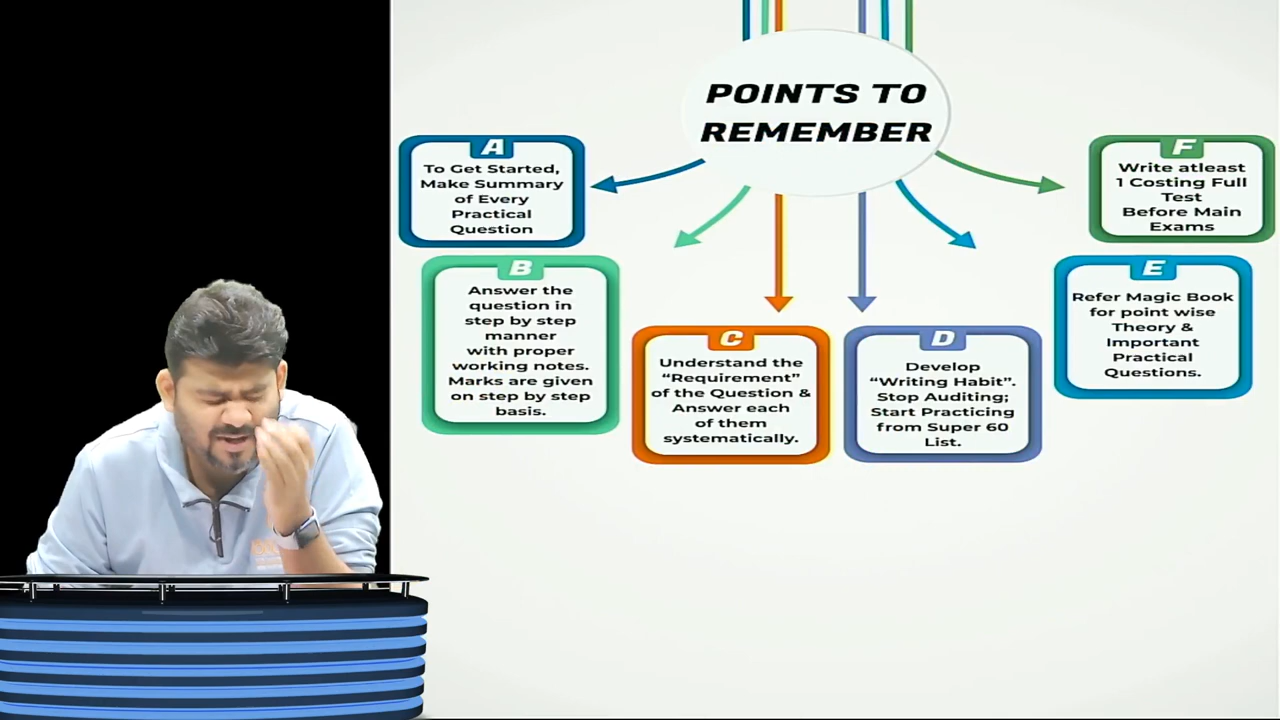 POINTS TO
REMEMBER
A
To Get Started,
Make Summary
of Every
Practical
Question
B
Answer the
question in
step by step
manner
with proper
working notes.
Marks are given
on step by step
basis.
C
Understand the
“Requirement”
of the Question &
Answer each
of them
systematically.
D
Develop
“Writing Habit”.
Stop Auditing;
Start Practicing
from Super 60
List.
E
Refer Magic Book
for point wise
Theory &
Important
Practical
Questions.
F
Write atleast
1 Costing Full
Test
Before Main
Exams